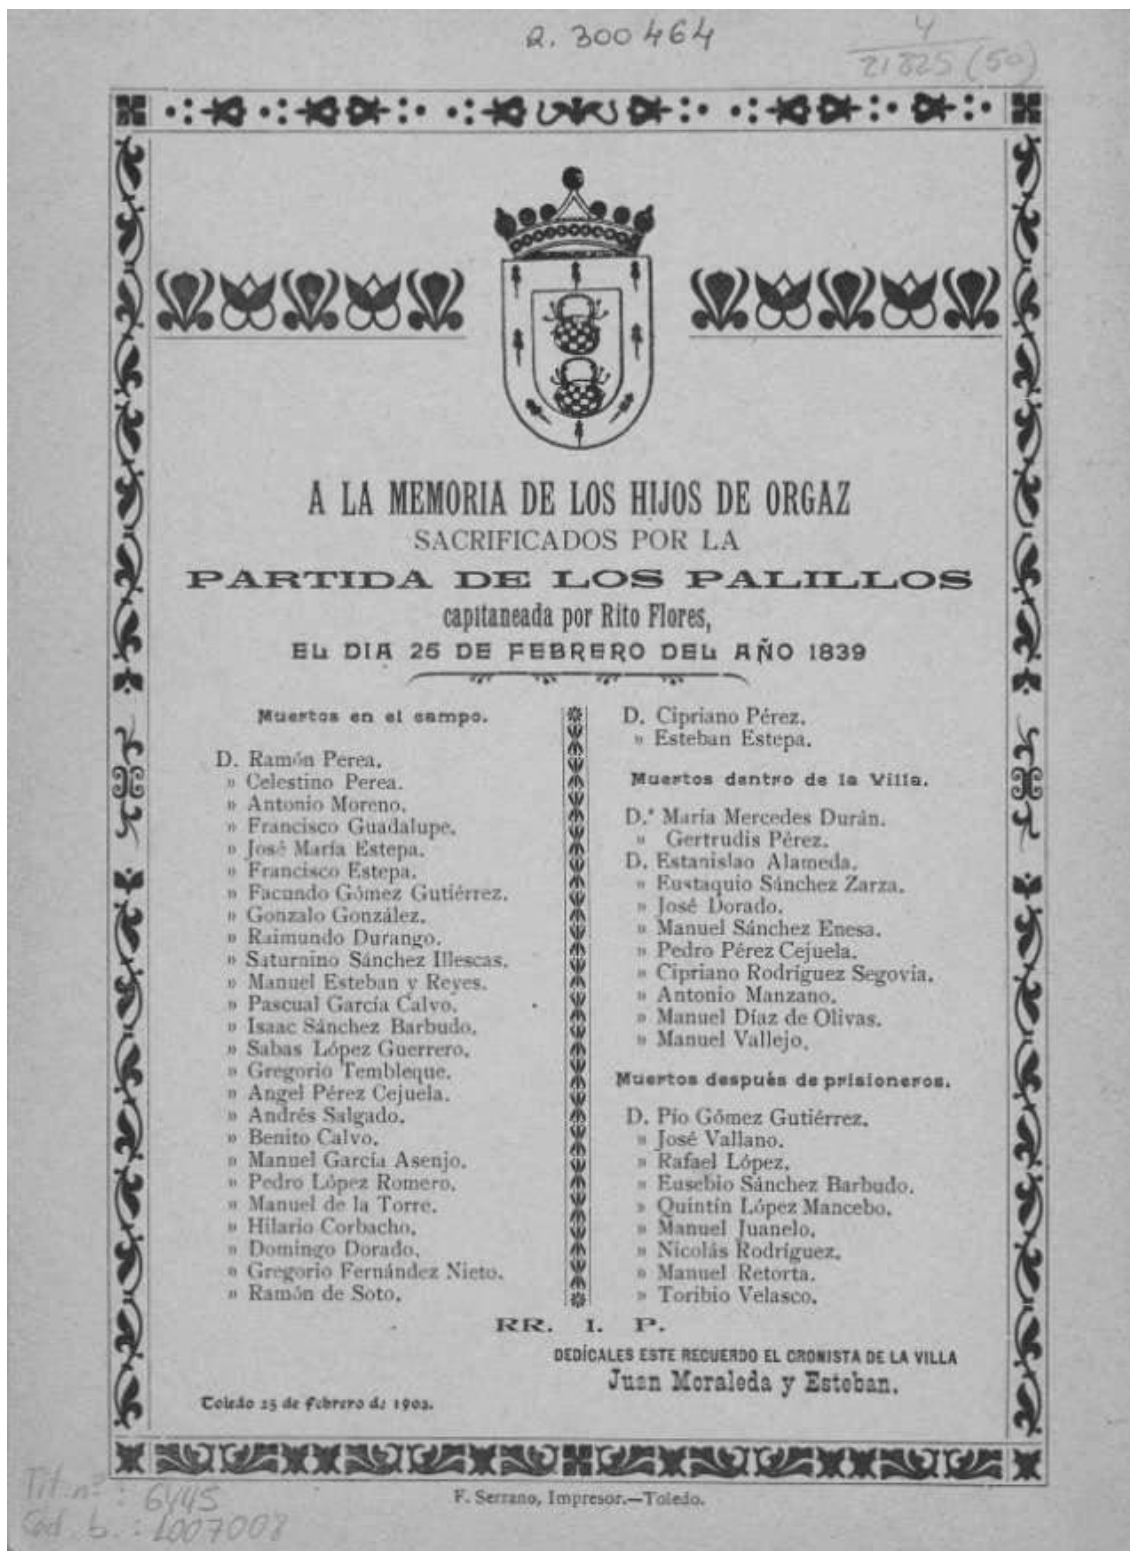 2.300464
4
21825 (50)
A LA MEMORIA DE LOS HIJOS DE ORGAZ
SACRIFICADOS POR LA
PARTIDA DE LOS PALILLOS
capitaneada por Rito Flores,
EL DIA 25 DE FEBRERO DEL AÑO 1839
Muertos en el campo.
D. Ramón Perea.
» Celestino Perea.
» Antonio Moreno.
» Francisco Guadalupe.
» José María Estepa.
» Francisco Estepa.
» Facundo Gómez Gutiérrez.
» Gonzalo González.
» Raimundo Durango.
» Saturnino Sánchez Illescas.
» Manuel Esteban y Reyes.
» Pascual García Calvo.
» Isaac Sánchez Barbudo.
» Sabas López Guerrero.
» Gregorio Tembleque.
» Angel Pérez Cejuela.
» Andrés Salgado.
» Benito Calvo.
» Manuel García Asenjo.
» Pedro López Romero.
» Manuel de la Torre.
» Hilario Corbacho.
» Domingo Dorado.
» Gregorio Fernández Nieto.
» Ramón de Soto.
D. Cipriano Pérez.
» Esteban Estepa.
Muertos dentro de la Villa.
D.ª María Mercedes Durán.
» Gertrudis Pérez.
D. Estanislao Alameda.
» Eustaquio Sánchez Zarza.
» José Dorado.
» Manuel Sánchez Enesa.
» Pedro Pérez Cejuela.
» Cipriano Rodríguez Segovia.
» Antonio Manzano.
» Manuel Díaz de Olivas.
» Manuel Vallejo.
Muertos después de prisioneros.
D. Pío Gómez Gutiérrez.
» José Vallano.
» Rafael López.
» Eusebio Sánchez Barbudo.
» Quintín López Mancebo.
» Manuel Juanelo.
» Nicolás Rodríguez.
» Manuel Retorta.
» Toribio Velasco.
RR. I. P.
DEDÍCALES ESTE RECUERDO EL CRONISTA DE LA VILLA
Juan Moraleda y Esteban.
Toledo 25 de Febrero de
F. Serrano, Impresor.—Toledo.
Tit. nº : 6445
Cod. b. : 1007008